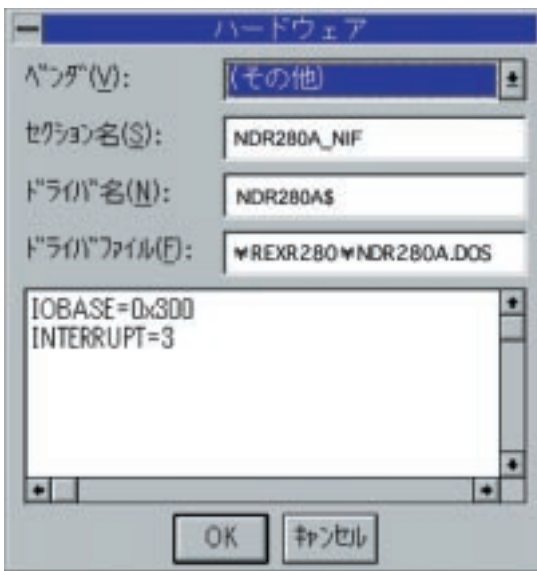 ハードウェア
ﾍﾞﾝﾀﾞ(V): (その他)
ｾｸｼｮﾝ名(S): NDR280A_NIF
ﾄﾞﾗｲﾊﾞ名(N): NDR280A$
ﾄﾞﾗｲﾊﾞﾌｧｲﾙ(F): ¥REXR280¥NDR280A.DOS
IOBASE=0x300
INTERRUPT=3
OK ｷｬﾝｾﾙ